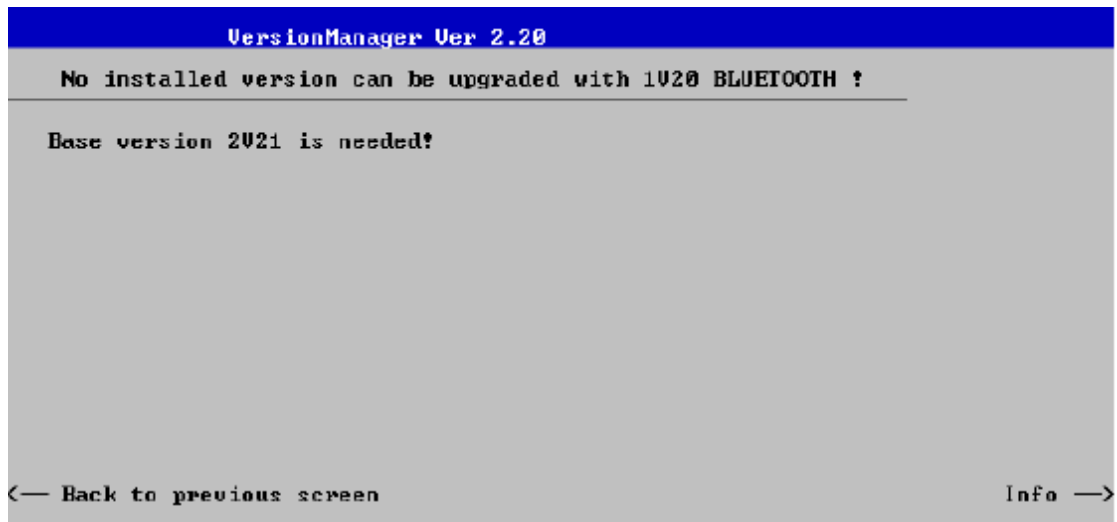 VersionManager Ver 2.20
No installed version can be upgraded with 1V20 BLUETOOTH !
Base version 2V21 is needed!
<— Back to previous screen
Info —>